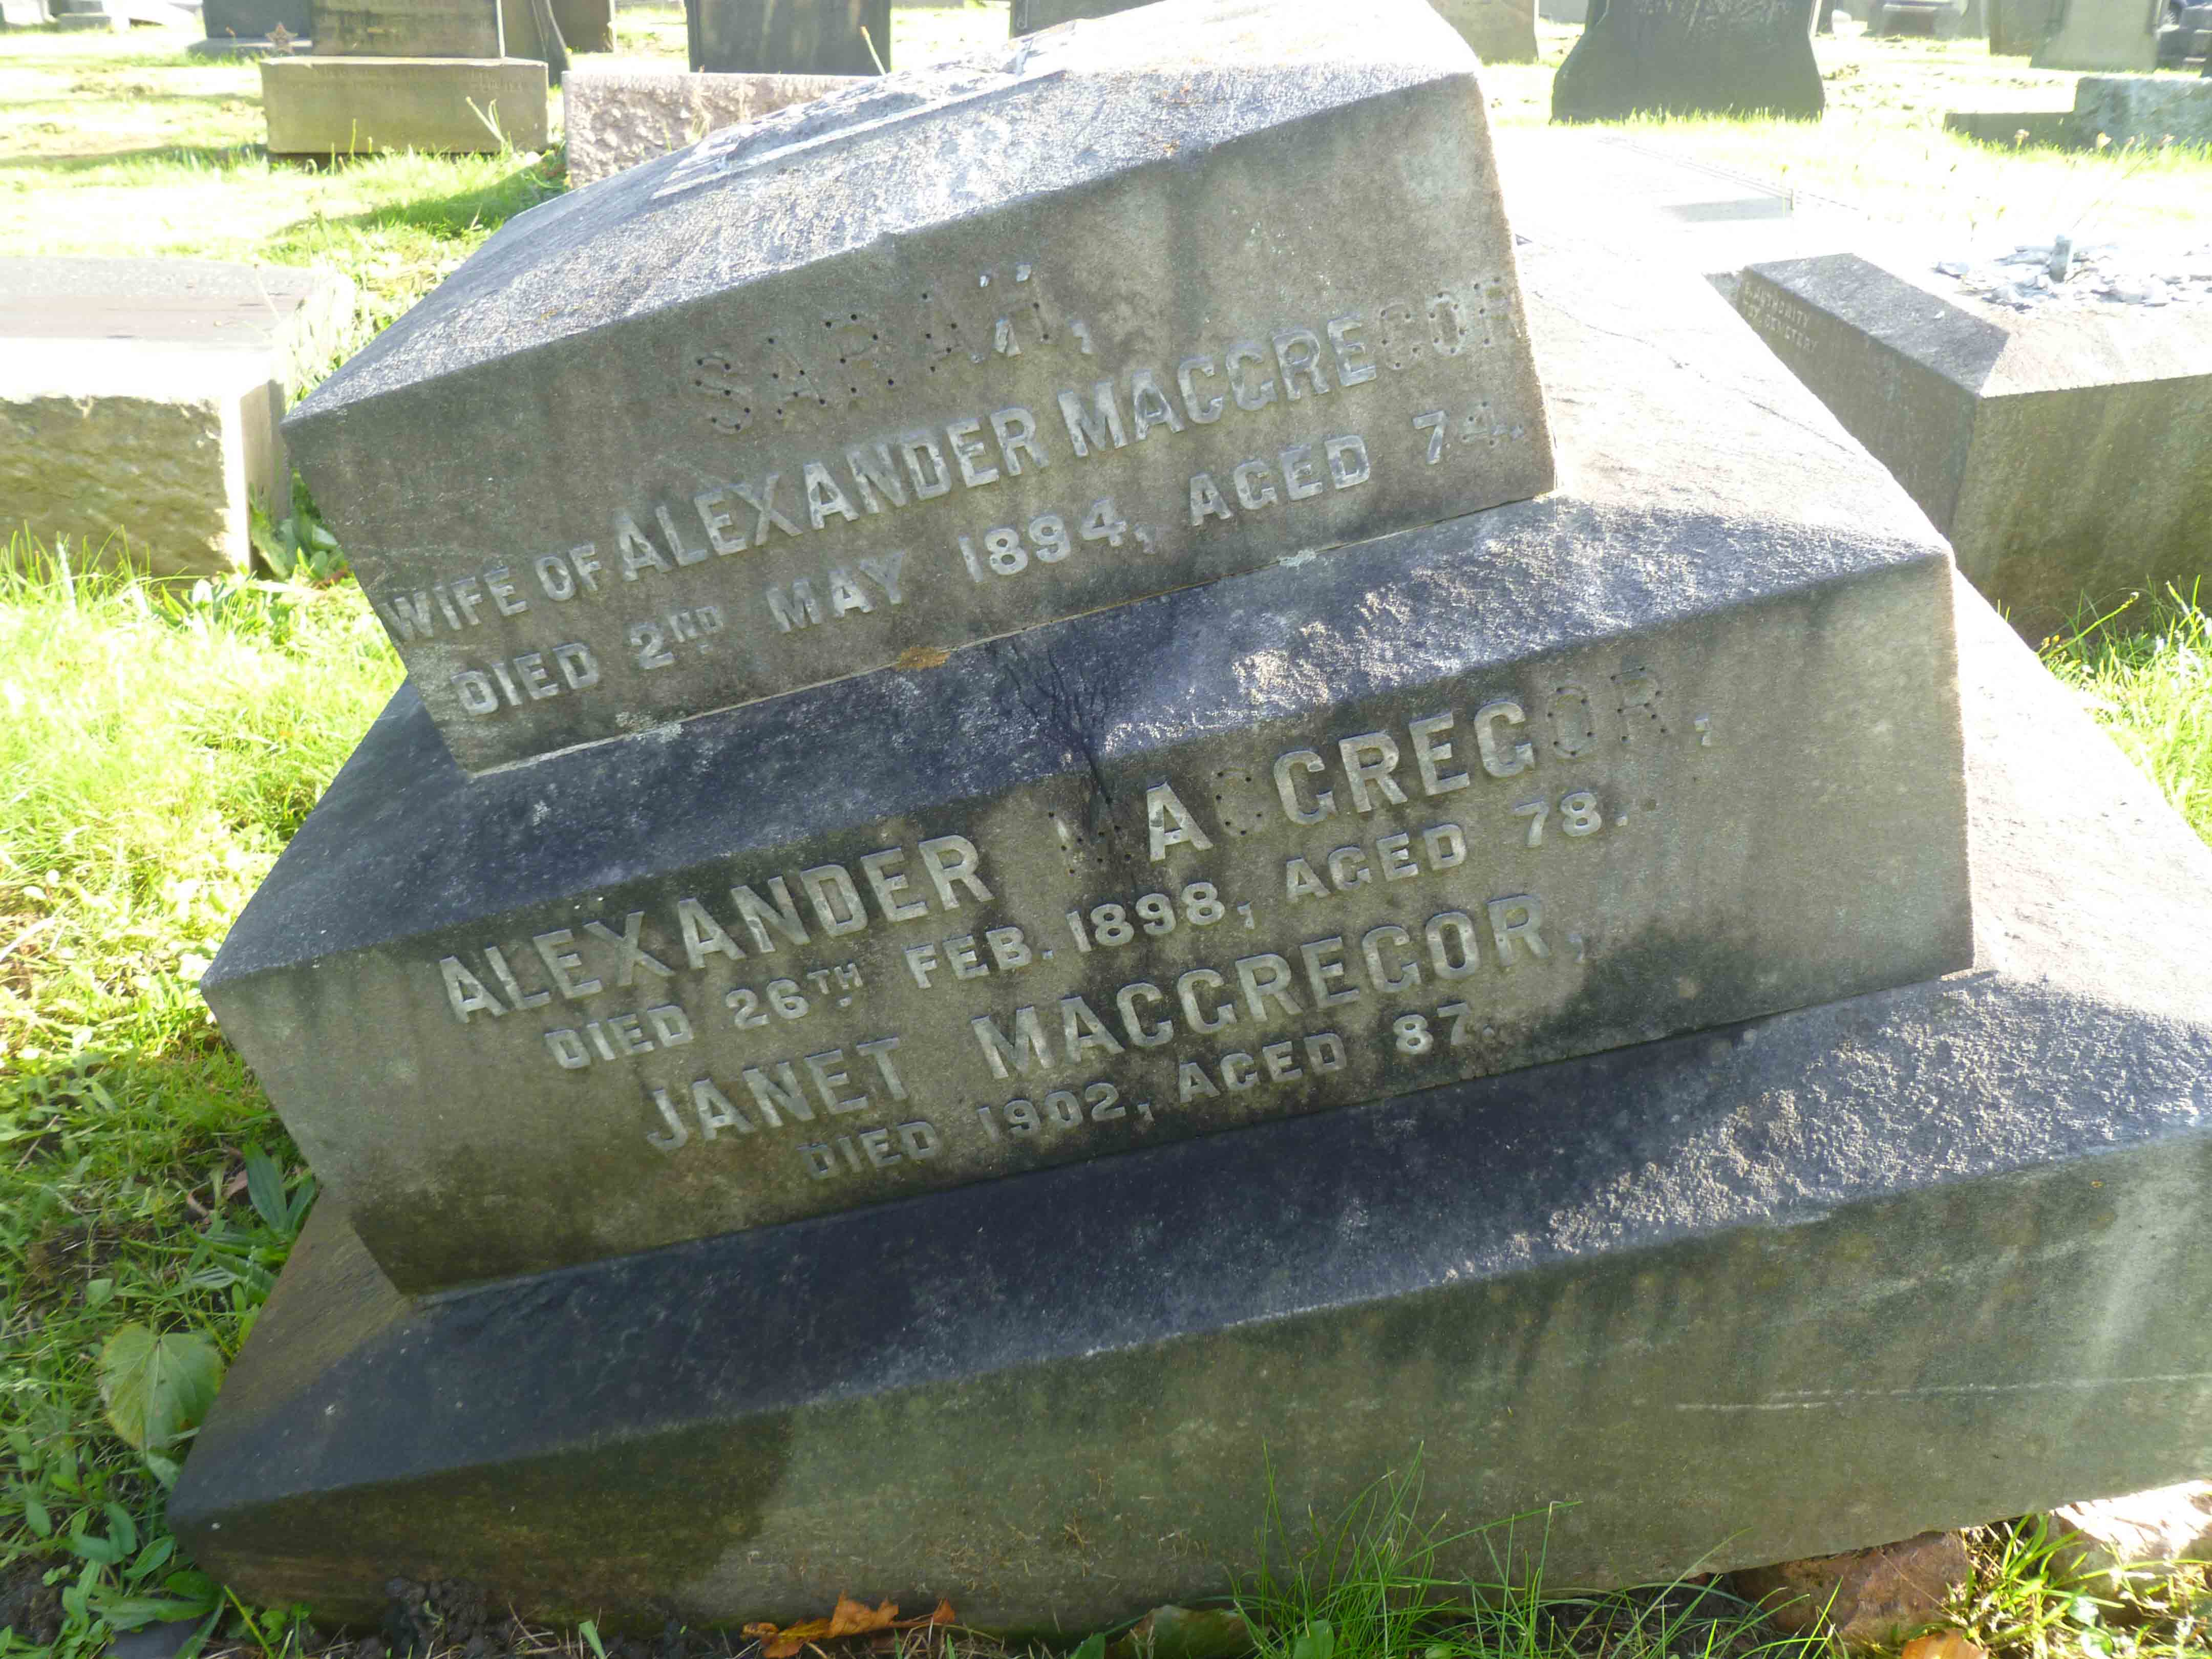 SARAH,
WIFE OF ALEXANDER MACGREGOR
DIED 2ND MAY 1894, AGED 74.
ALEXANDER MACGREGOR,
DIED 26TH FEB. 1898, AGED 78.
JANET MACGREGOR,
DIED 1902, AGED 87.
CEMETERY